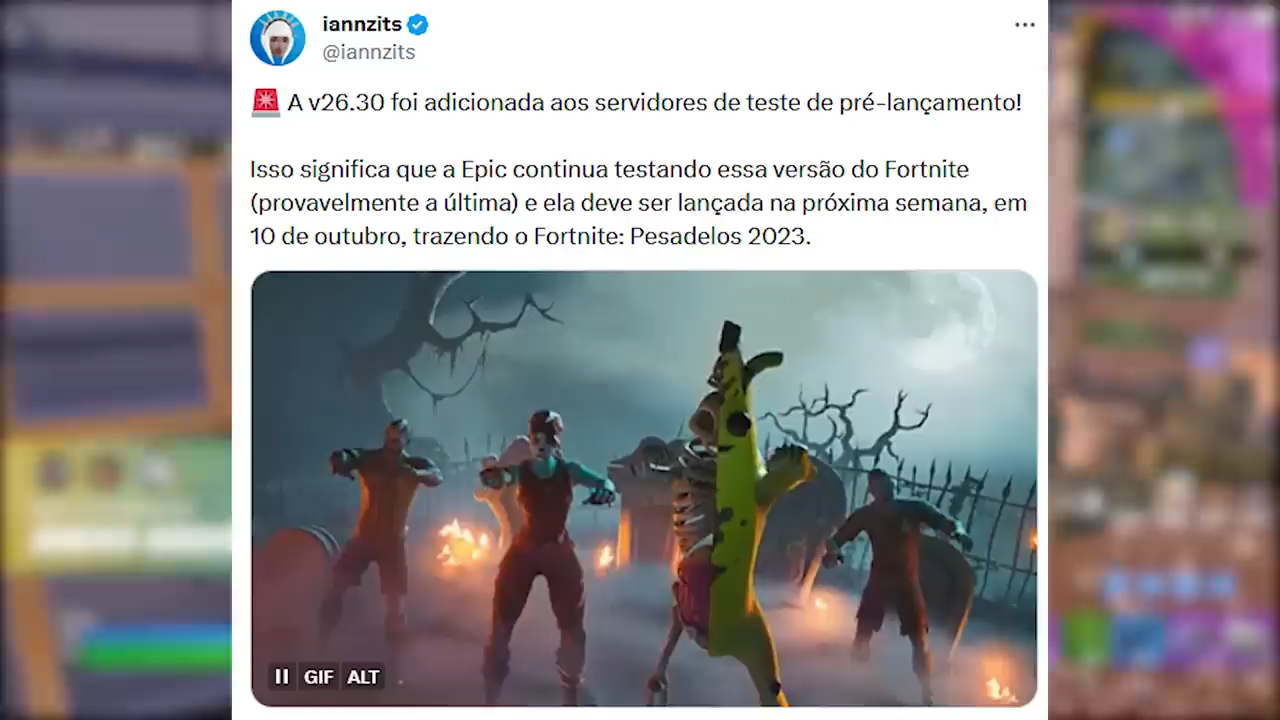 iannzits
@iannzits
A v26.30 foi adicionada aos servidores de teste de pré-lançamento!
Isso significa que a Epic continua testando essa versão do Fortnite
(provavelmente a última) e ela deve ser lançada na próxima semana, em
10 de outubro, trazendo o Fortnite: Pesadelos 2023.
GIF ALT